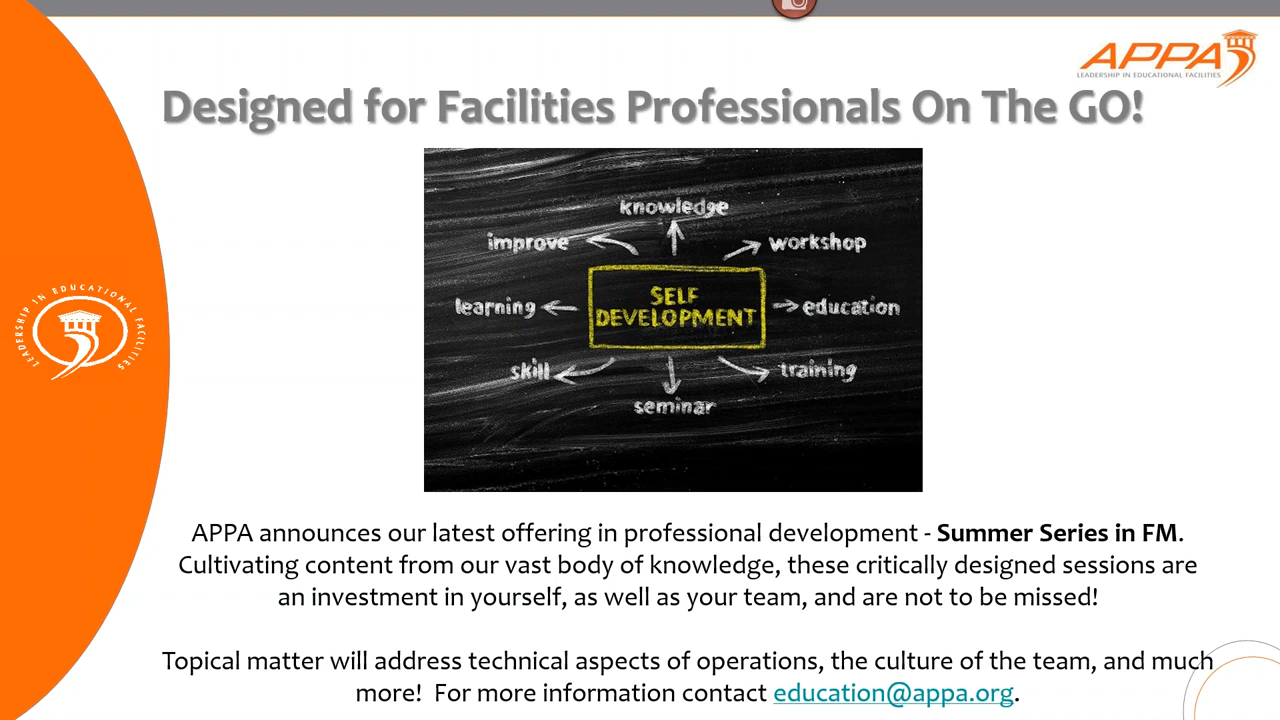 APPA
LEADERSHIP IN EDUCATIONAL FACILITIES
Designed for Facilities Professionals On The GO!
knowledge
improve
workshop
SELF
DEVELOPMENT
learning
education
skill
training
seminar
LEADERSHIP IN EDUCATIONAL FACILITIES
APPA announces our latest offering in professional development - Summer Series in FM.
Cultivating content from our vast body of knowledge, these critically designed sessions are
an investment in yourself, as well as your team, and are not to be missed!
Topical matter will address technical aspects of operations, the culture of the team, and much
more! For more information contact education@appa.org.